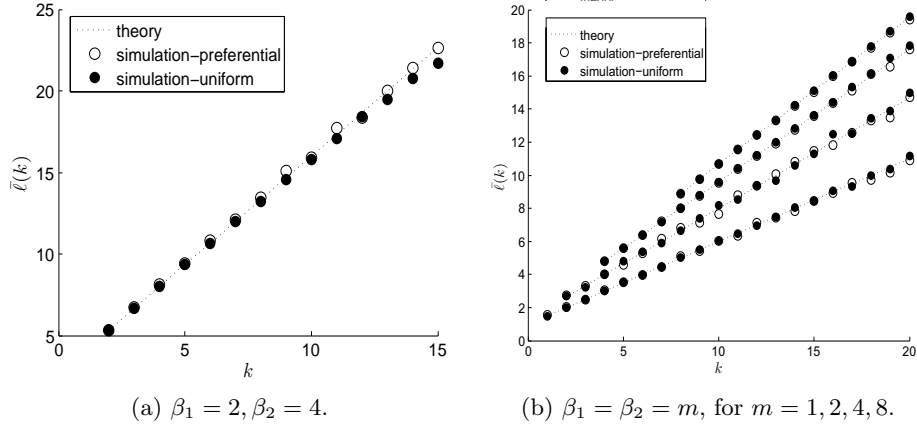 25
20
15
10
5
0 5 10 15
ℓ̄(k)
k
theory
simulation−preferential
simulation−uniform
(a) β₁ = 2, β₂ = 4.
20
18
16
14
12
10
8
6
4
2
0
5 10 15 20
ℓ̄(k)
k
theory
simulation−preferential
simulation−uniform
(b) β₁ = β₂ = m, for m = 1, 2, 4, 8.